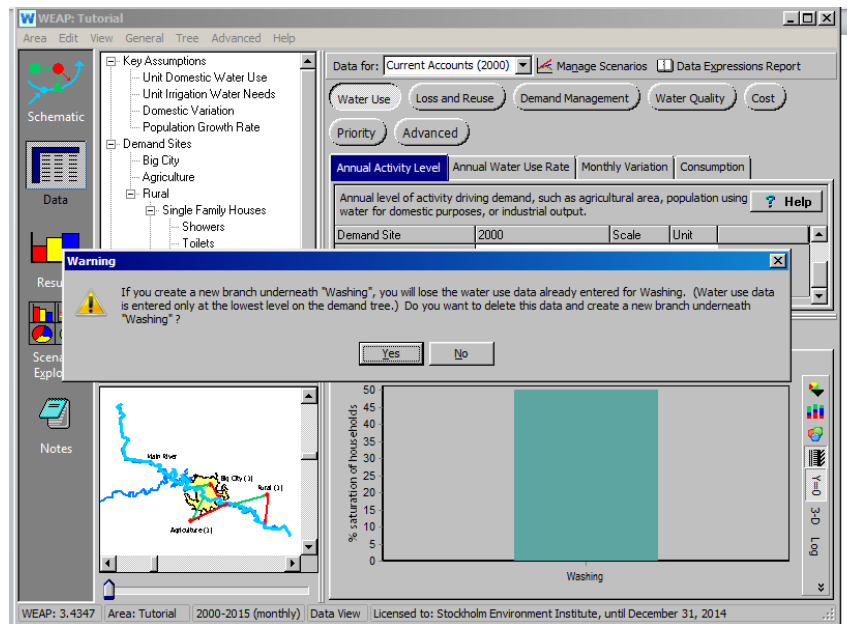 WEAP: Tutorial
Area Edit View General Tree Advanced Help
Schematic
Data
Resu
Scena
Explo
Notes
Key Assumptions
Unit Domestic Water Use
Unit Irrigation Water Needs
Domestic Variation
Population Growth Rate
Demand Sites
Big City
Agriculture
Rural
Single Family Houses
Showers
Toilets
Data for: Current Accounts (2000) Manage Scenarios Data Expressions Report
Water Use Loss and Reuse Demand Management Water Quality Cost
Priority Advanced
Annual Activity Level Annual Water Use Rate Monthly Variation Consumption
Annual level of activity driving demand, such as agricultural area, population using
water for domestic purposes, or industrial output.
? Help
Demand Site 2000 Scale Unit
Warning
If you create a new branch underneath "Washing", you will lose the water use data already entered for Washing. (Water use data
is entered only at the lowest level on the demand tree.) Do you want to delete this data and create a new branch underneath
"Washing" ?
Yes No
Main River
Big City (1)
Rural (1)
Agriculture (1)
% saturation of households
50
45
40
35
30
25
20
15
10
5
0
Washing
Y=0
3-D
Log
WEAP: 3.4347 Area: Tutorial 2000-2015 (monthly) Data View Licensed to: Stockholm Environment Institute, until December 31, 2014